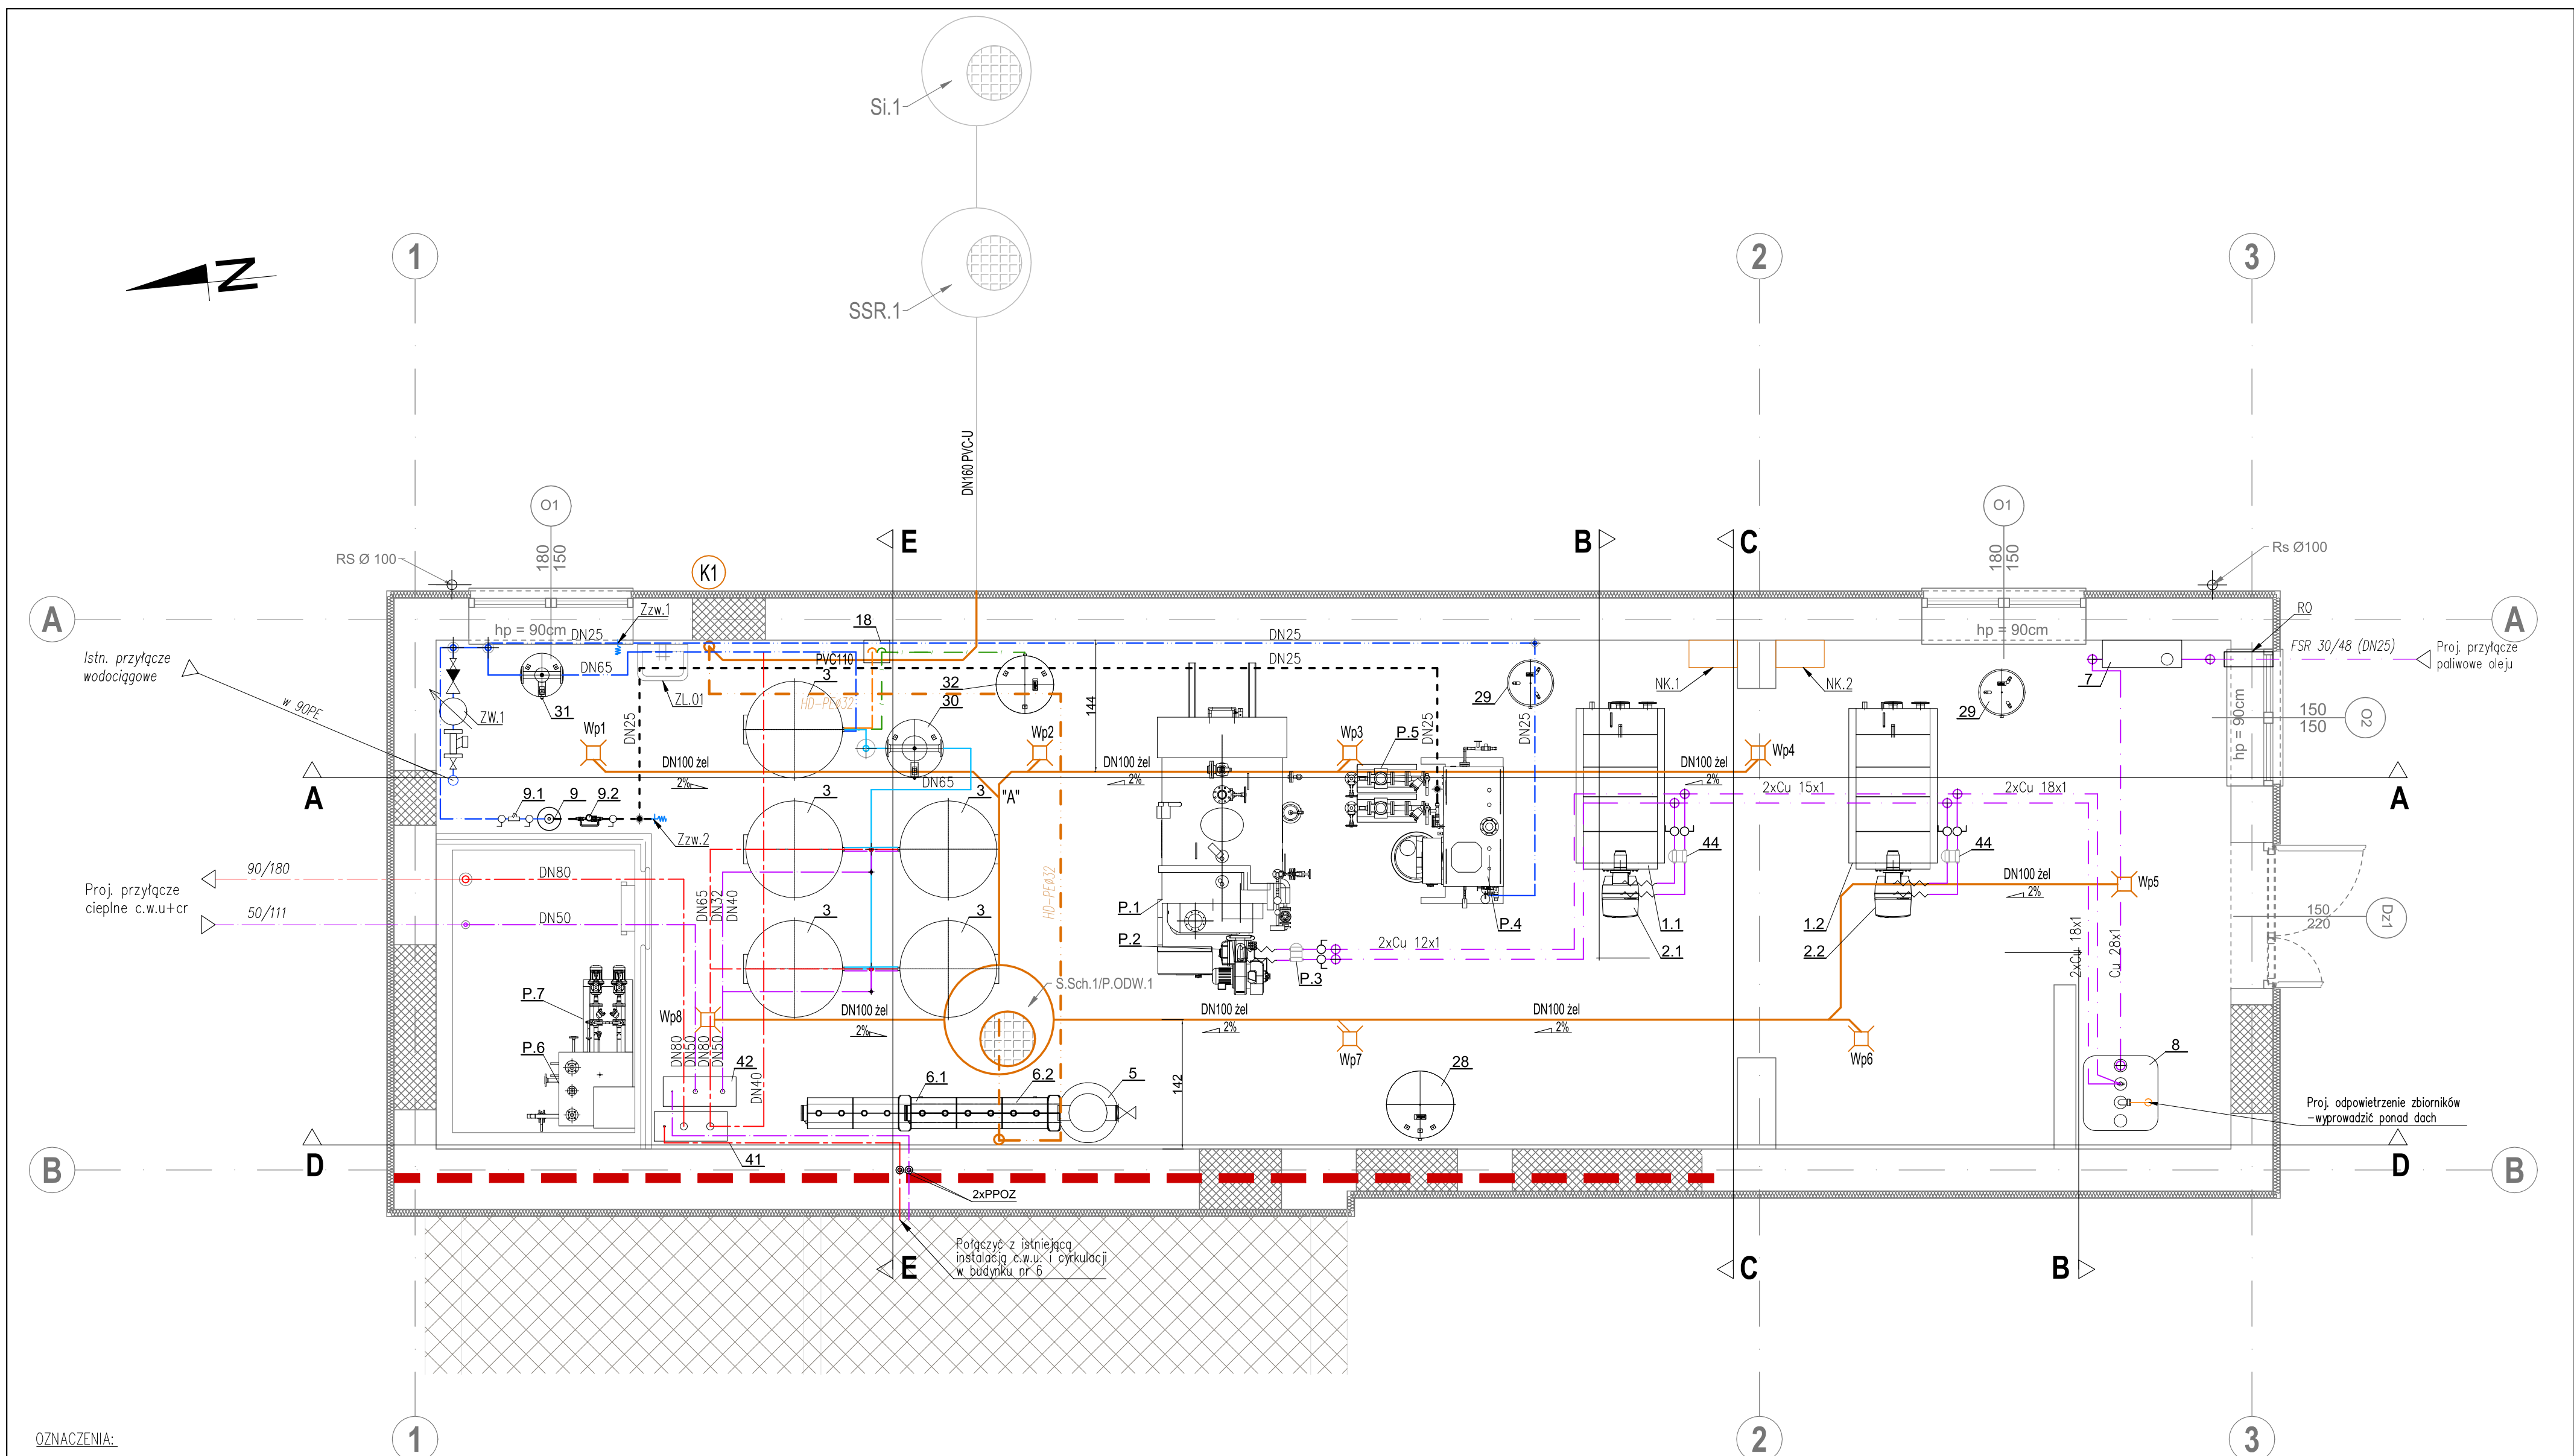 Si.1
SSR.1
N
1
2
3
DN160 PVC-U
O1
180
150
O1
180
150
RS Ø 100
K1
E
B
C
Rs Ø100
A
A
hp = 90cm
DN25
Zzw.1
18
DN25
hp = 90cm
RO
Istn. przyłącze
wodociągowe
PVC110
DN25
FSR 30/48 (DN25)
Proj. przyłącze
paliwowe oleju
DN65
3
32
29
NK.1
NK.2
7
31
ZL.01
HD-PEø32
30
144
29
w 90PE
ZW.1
DN25
Wp1
Wp2
Wp3
P.5
DN25
DN25
Wp4
hp = 90cm
150
150
O2
DN100 żel
2%
DN65
DN100 żel
2%
DN100 żel
2%
A
A
9.1
9
9.2
3
3
"A"
2xCu 15x1
2xCu 18x1
Zzw.2
44
44
90/180
Proj. przyłącze
cieplne c.w.u+cr
50/111
DN80
DN50
DN65
DN32
DN40
HD-PEø32
3
3
P.1
P.2
P.3
P.4
2xCu 12x1
1.1
2.1
1.2
2.2
DN100 żel
2%
Wp5
150
220
Dz1
2xCu 18x1
Cu 28x1
P.7
P.6
S.Sch.1/P.ODW.1
Wp8
DN100 żel
2%
DN100 żel
2%
DN100 żel
2%
Wp7
Wp6
DN80
DN50
DN80
DN50
42
DN40
6.1
6.2
5
142
28
8
Proj. odpowietrzenie zbiorników
-wyprowadzić ponad dach
41
D
D
B
B
2xPPOZ
Połączyć z istniejącą
instalacją c.w.u. i cyrkulacji
w budynku nr 6
E
C
B
OZNACZENIA:
1
2
3